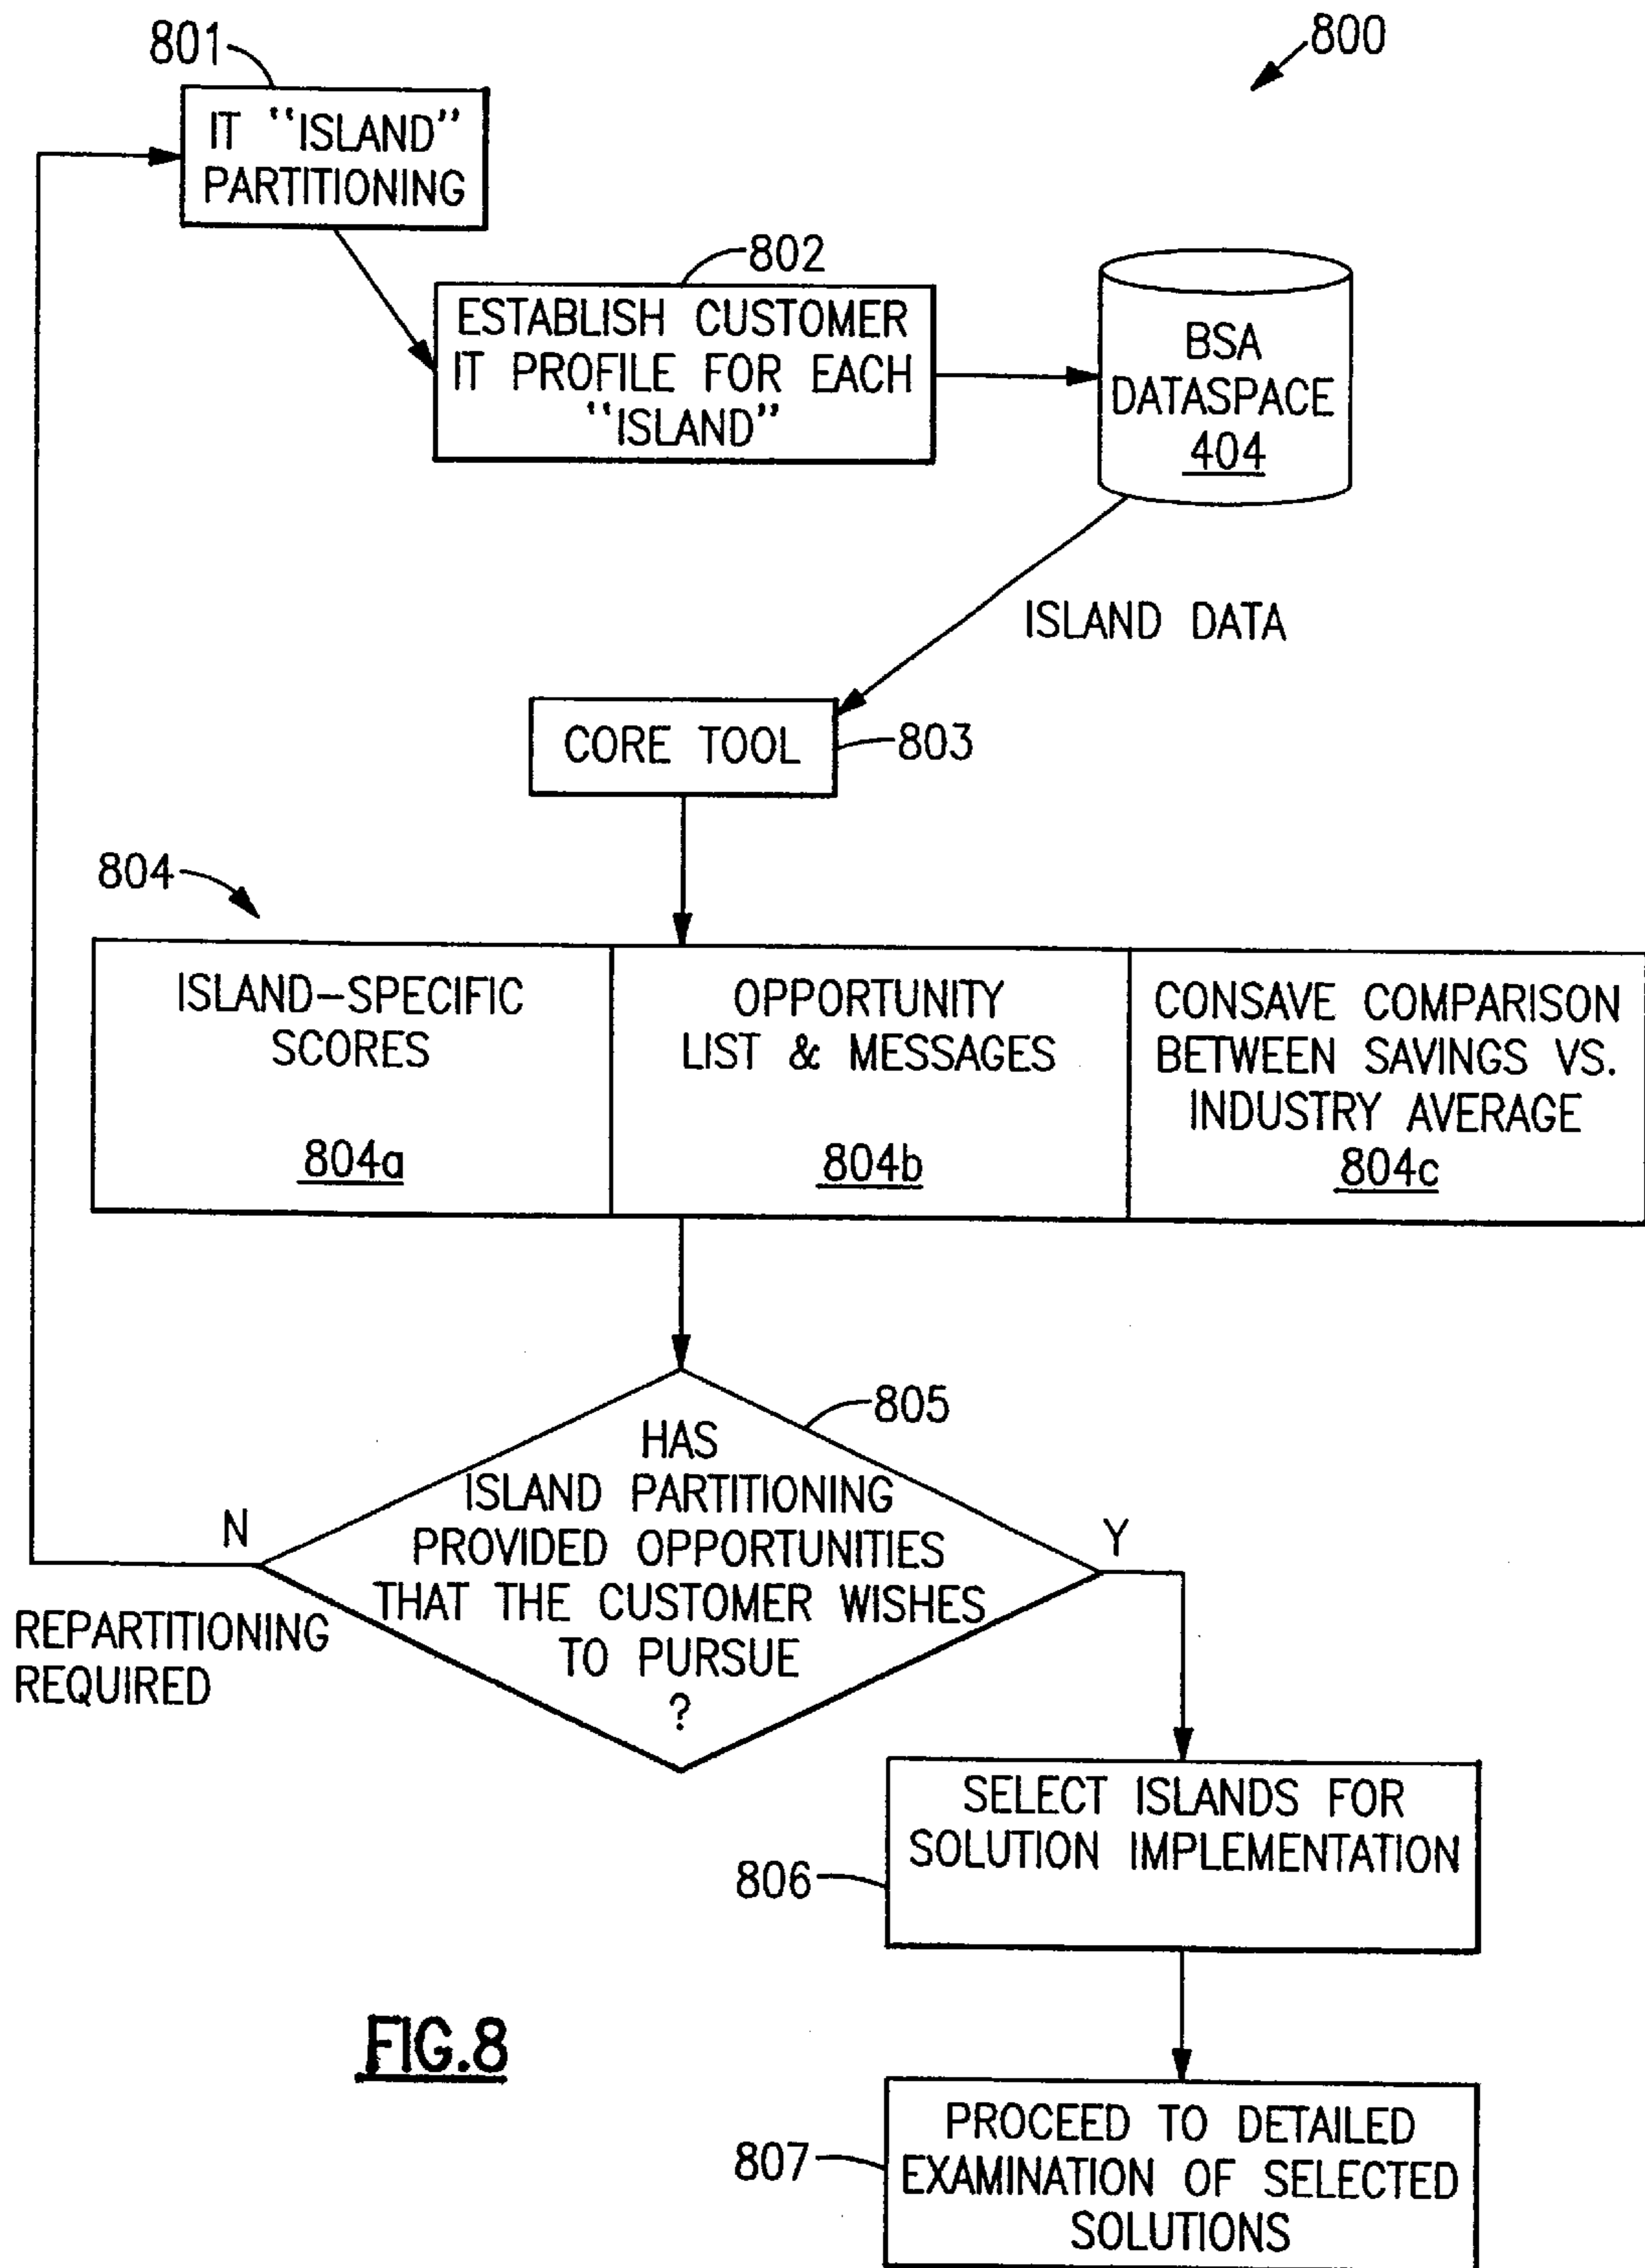 801
800
IT "ISLAND"
PARTITIONING
802
ESTABLISH CUSTOMER
IT PROFILE FOR EACH
"ISLAND"
BSA
DATASPACE
404
ISLAND DATA
CORE TOOL
803
804
ISLAND-SPECIFIC
SCORES
804a
OPPORTUNITY
LIST & MESSAGES
804b
CONSAVE COMPARISON
BETWEEN SAVINGS VS.
INDUSTRY AVERAGE
804c
805
HAS
ISLAND PARTITIONING
PROVIDED OPPORTUNITIES
THAT THE CUSTOMER WISHES
TO PURSUE
?
N
Y
REPARTITIONING
REQUIRED
SELECT ISLANDS FOR
SOLUTION IMPLEMENTATION
806
FIG.8
PROCEED TO DETAILED
EXAMINATION OF SELECTED
SOLUTIONS
807